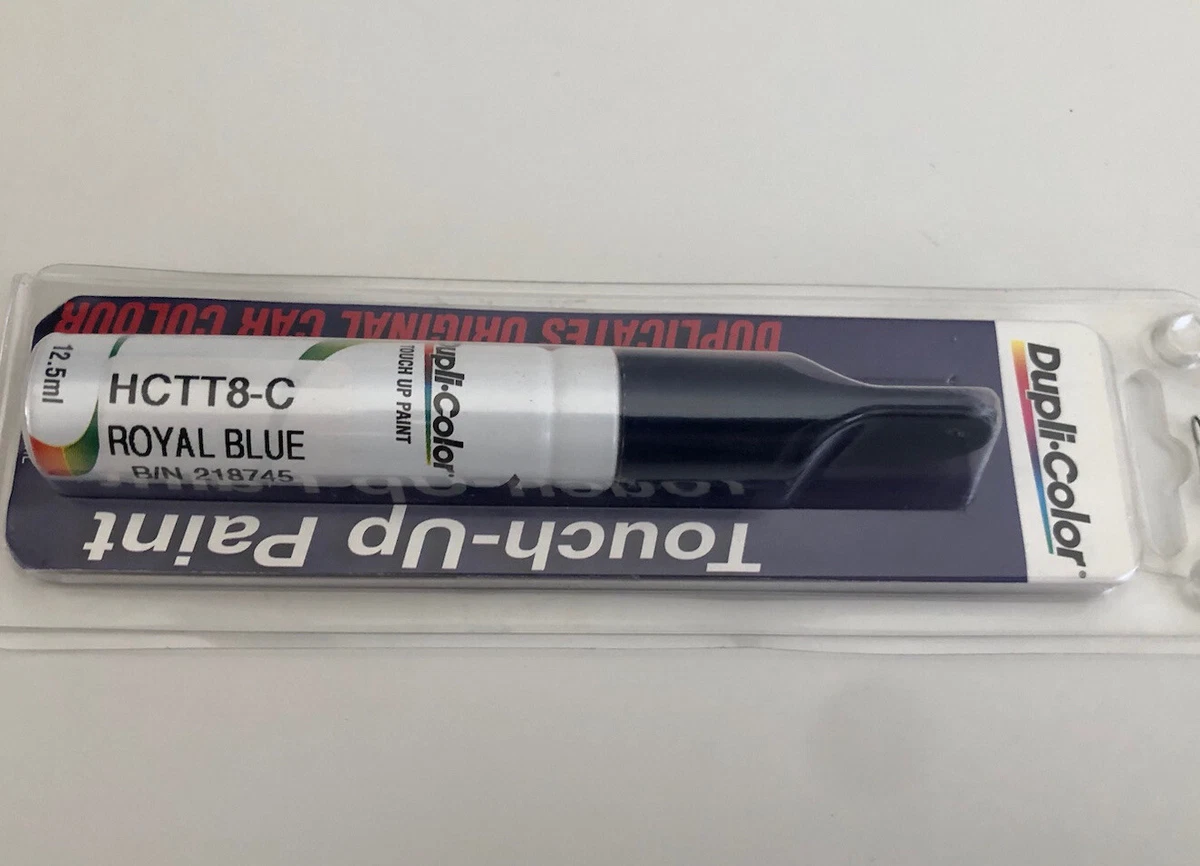 DUPLICATES ORIGINAL CAR COLOUR
12.5ml
HCTT8-C
ROYAL BLUE
B/N 218745
Dupli-Color®
TOUCH UP PAINT
Touch-Up Paint
Dupli-Color®